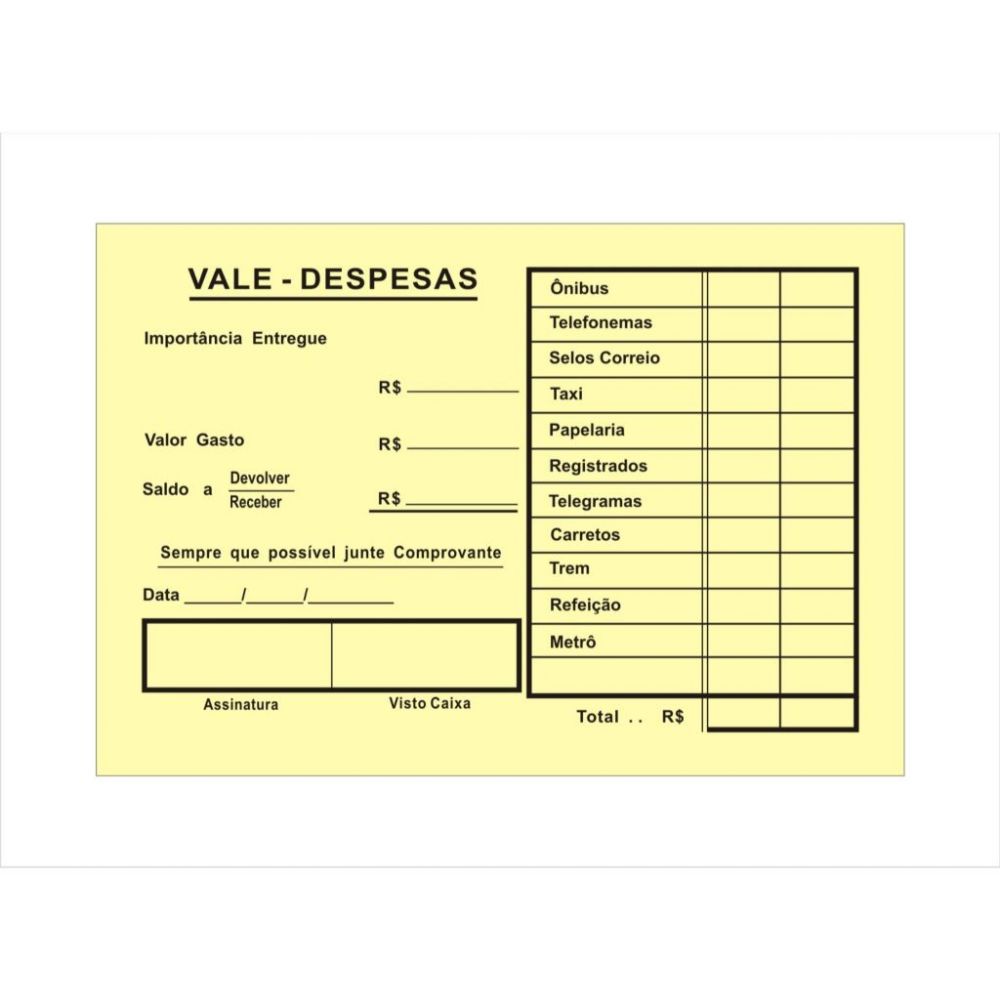 VALE - DESPESAS
Importância Entregue
R$ ____________
Valor Gasto R$ ____________
Saldo a Devolver
Receber R$ ____________
Sempre que possível junte Comprovante
Data ______/______/_________
Assinatura Visto Caixa
Ônibus
Telefonemas
Selos Correio
Taxi
Papelaria
Registrados
Telegramas
Carretos
Trem
Refeição
Metrô
Total . . R$